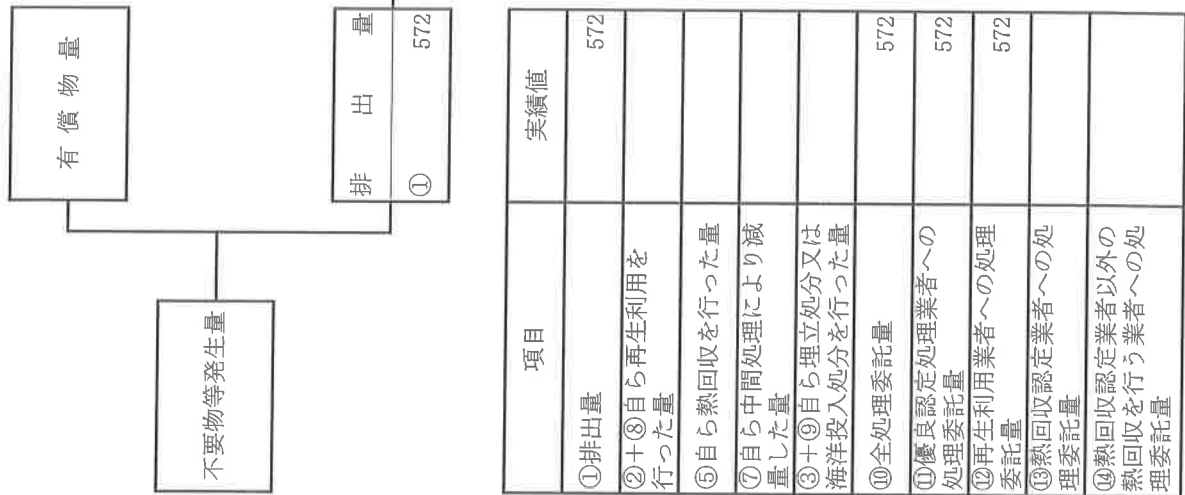 不要物等発生量
有償物量
排出量
① 572
項目 実績値
①排出量 572
②＋⑧自ら再生利用を
行った量
⑤自ら熱回収を行った量
⑦自ら中間処理により減
量した量
③＋⑨自ら埋立処分又は
海洋投入処分を行った量
⑩全処理委託量 572
⑪優良認定処理業者への
処理委託量 572
⑫再生利用業者への処理
委託量 572
⑬熱回収認定業者への処
理委託量
⑭熱回収認定業者以外の
熱回収を行う業者への処
理委託量